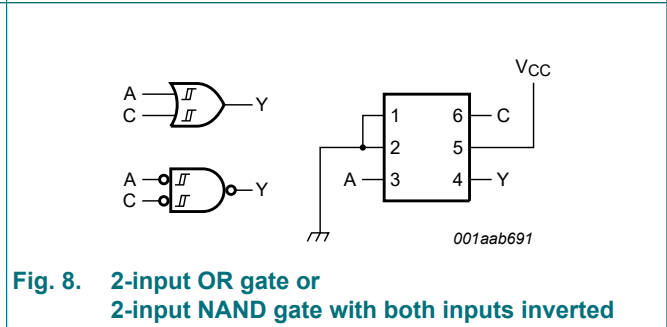 A
C
Y
A
C
Y
VCC
1
6
C
2
5
A
3
4
Y
001aab691
Fig. 8. 2-input OR gate or
2-input NAND gate with both inputs inverted